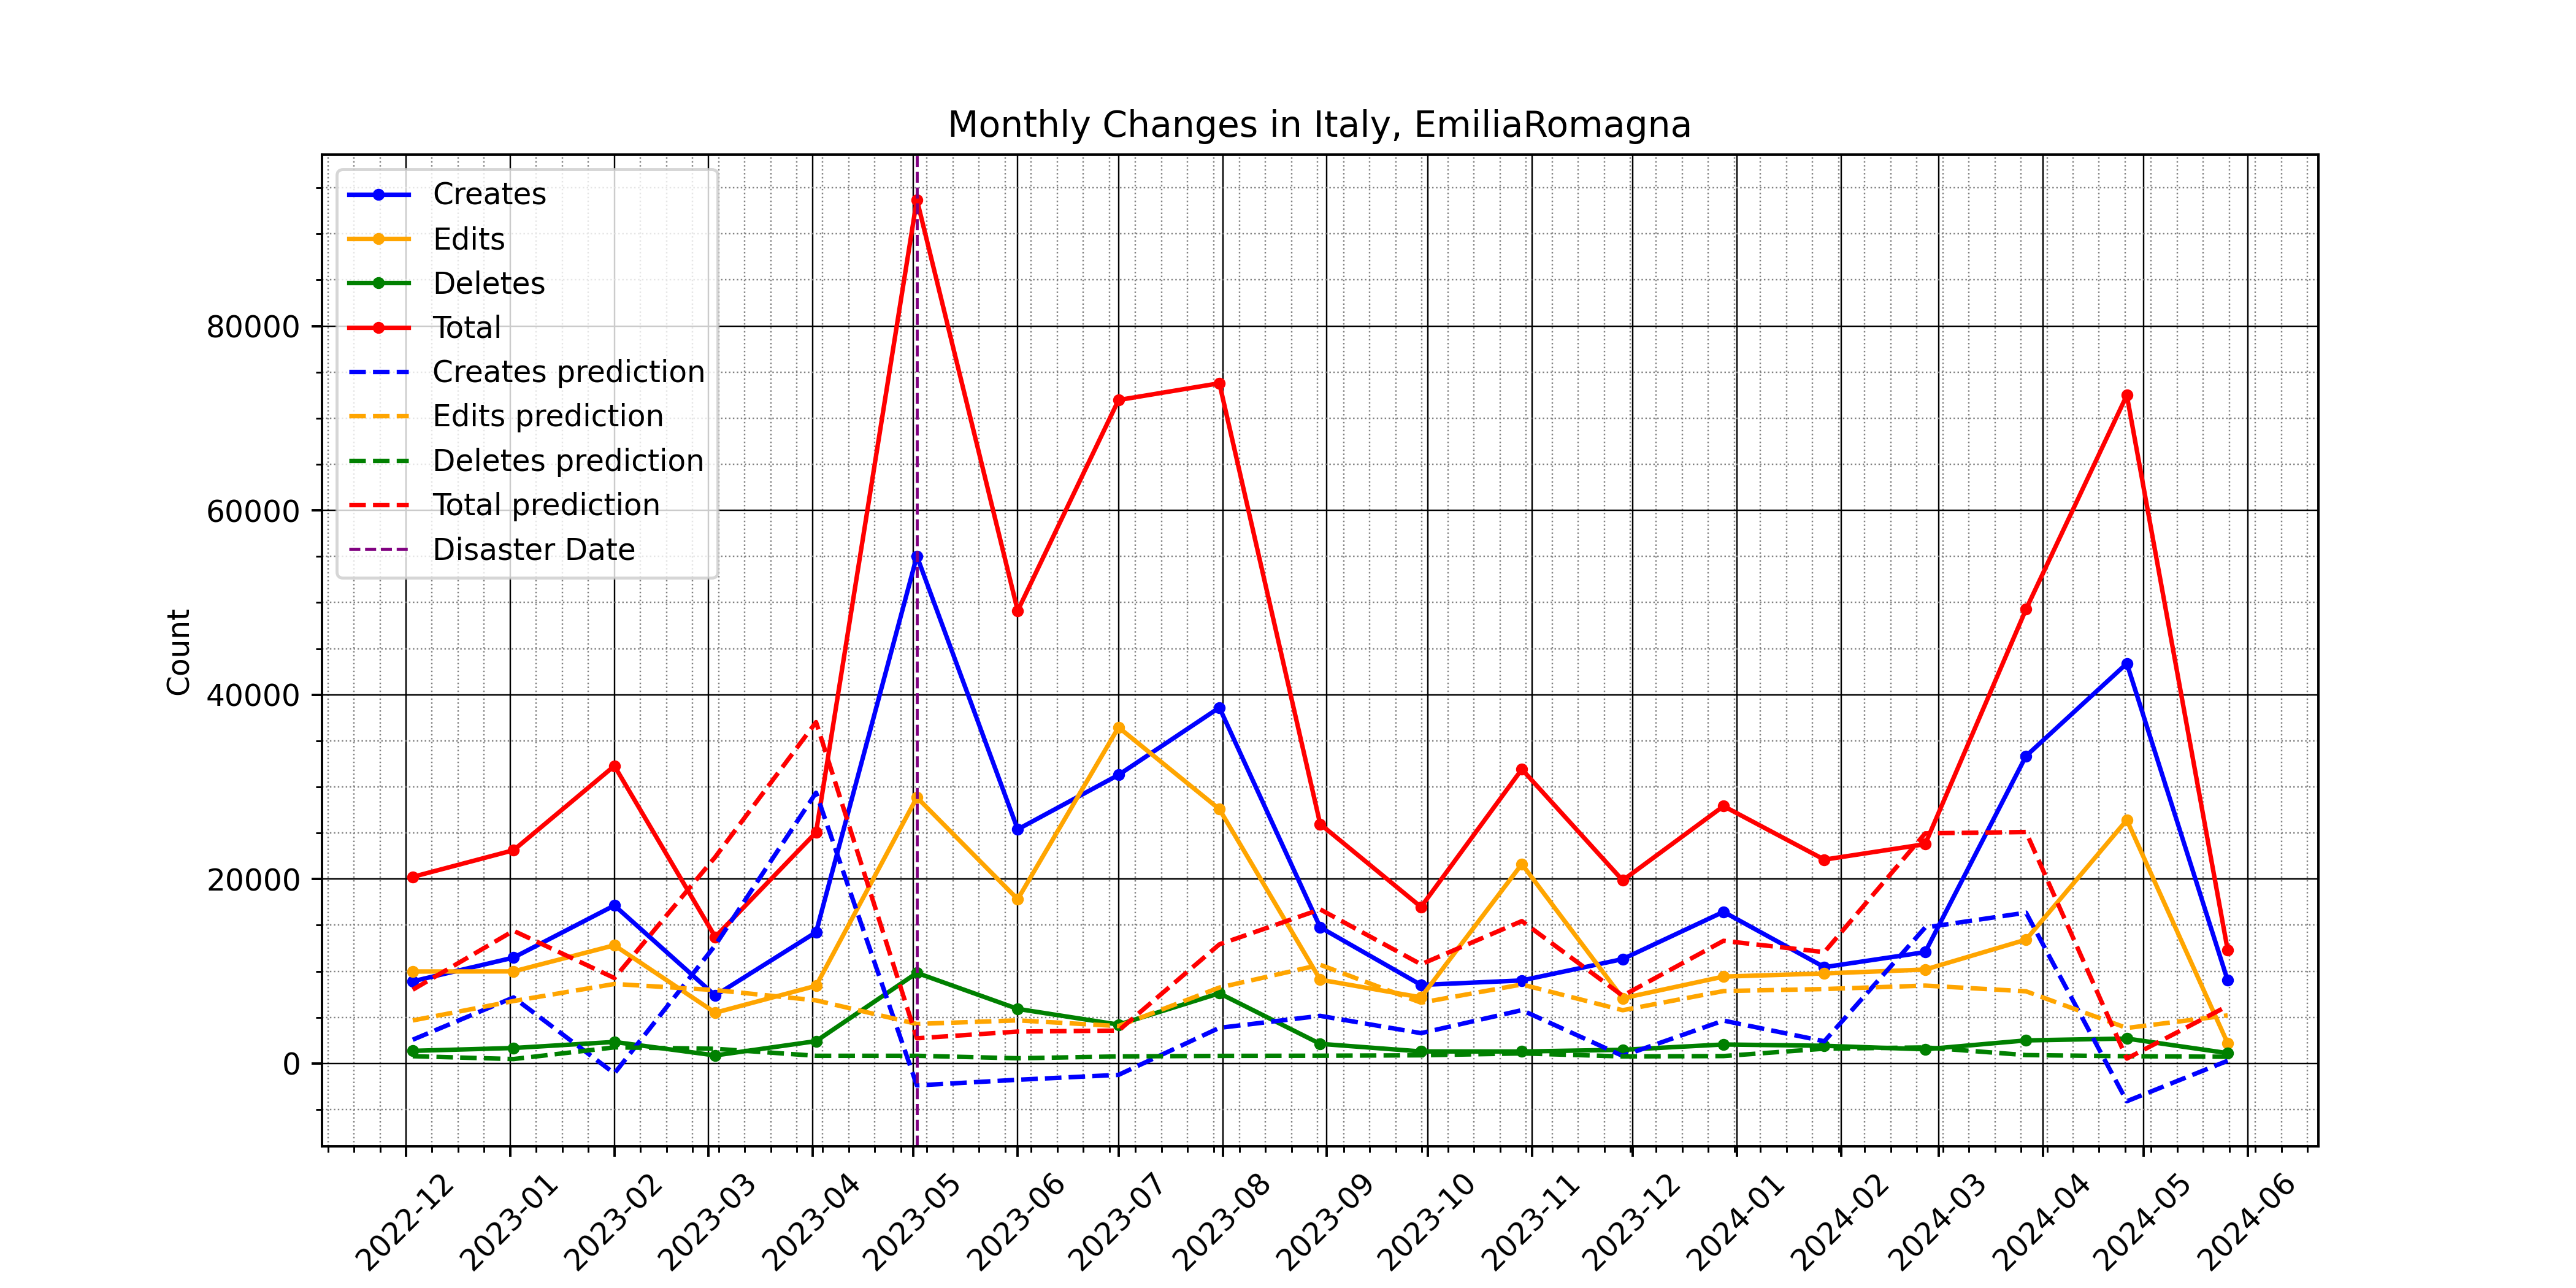 Monthly Changes in Italy, EmiliaRomagna
Creates
Edits
Deletes
Total
Creates prediction
Edits prediction
Deletes prediction
Total prediction
Disaster Date
Count
80000
60000
40000
20000
0
2022-12
2023-01
2023-02
2023-03
2023-04
2023-05
2023-06
2023-07
2023-08
2023-09
2023-10
2023-11
2023-12
2024-01
2024-02
2024-03
2024-04
2024-05
2024-06